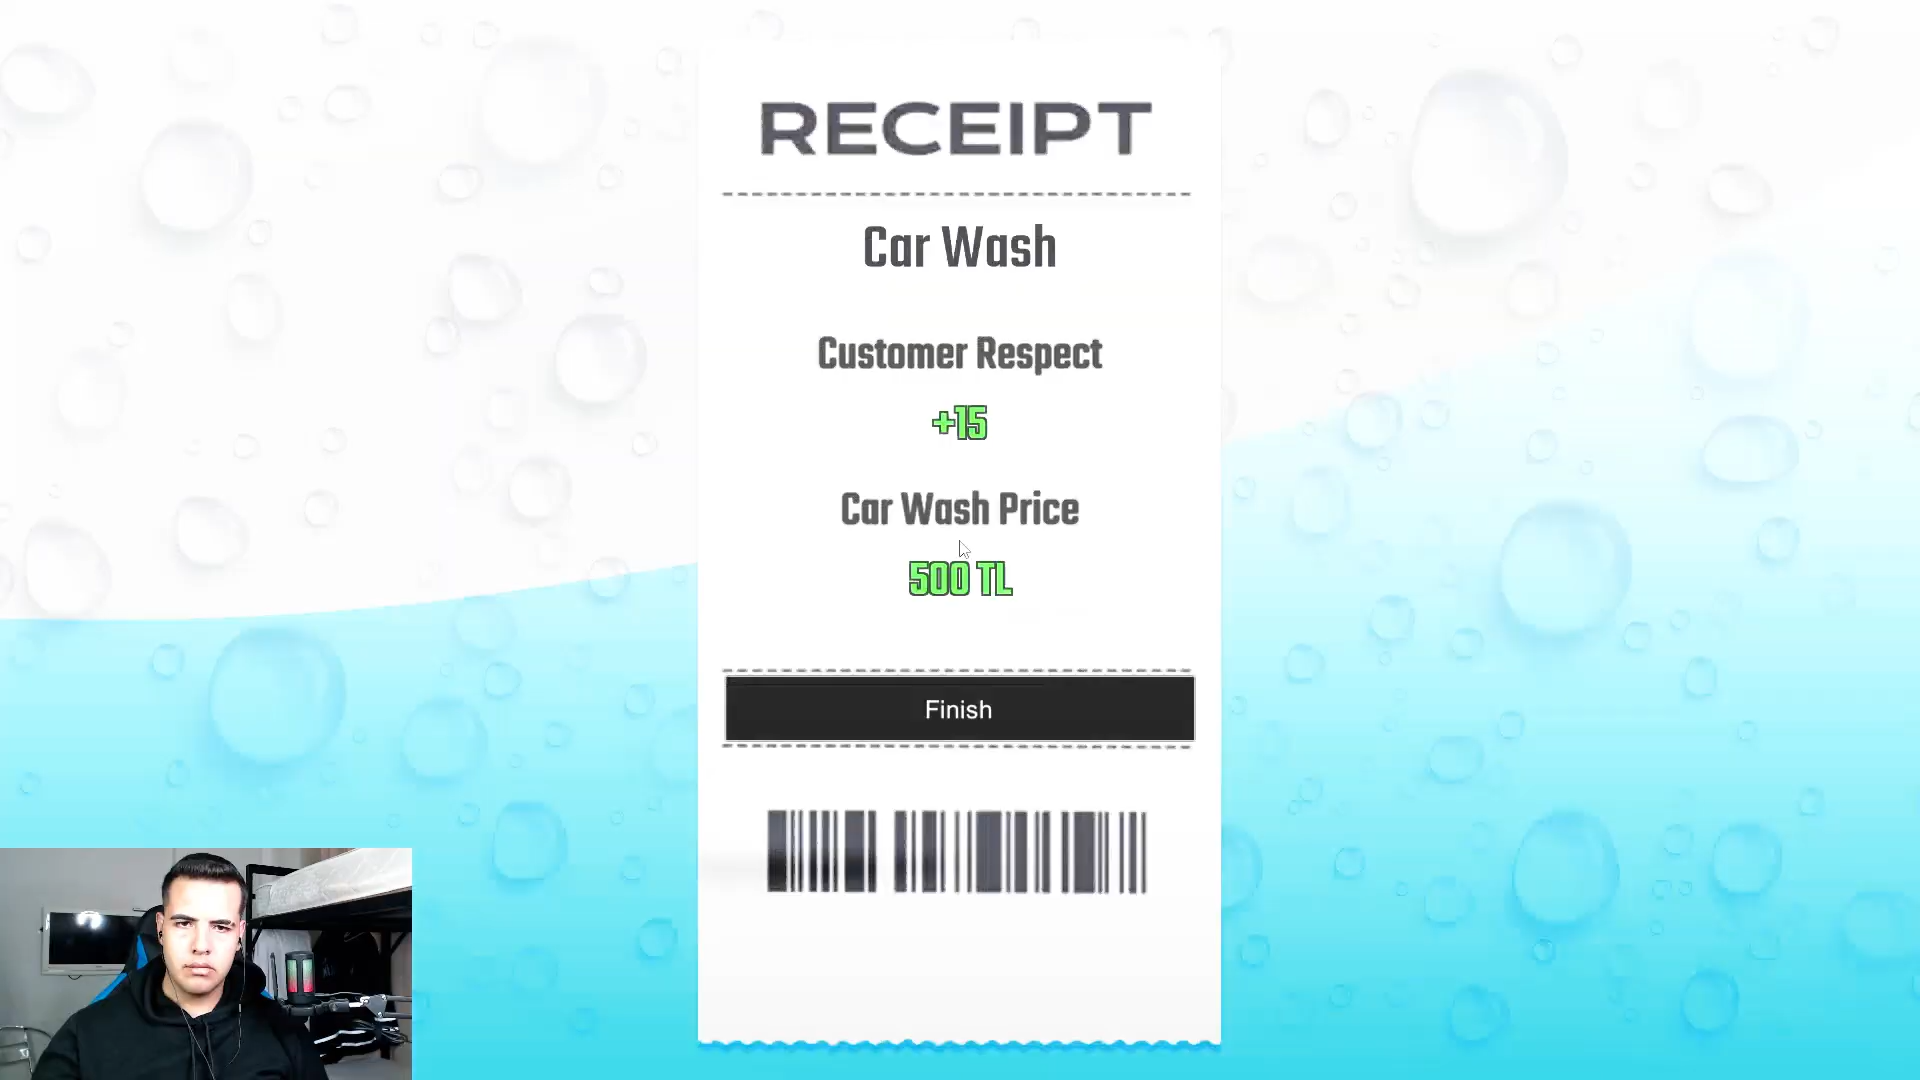 RECEIPT
Car Wash
Customer Respect
+15
Car Wash Price
500 TL
Finish